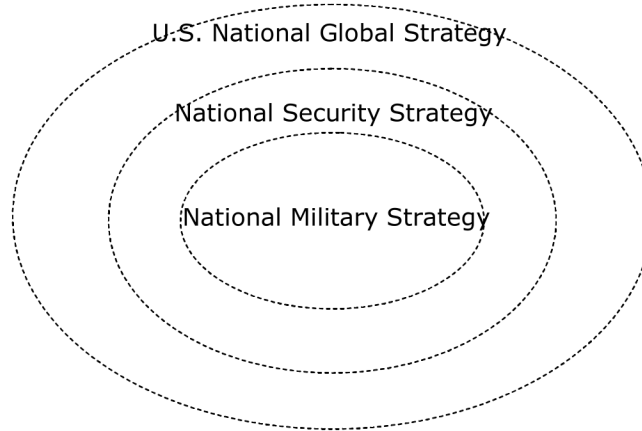 U.S. National Global Strategy
National Security Strategy
National Military Strategy